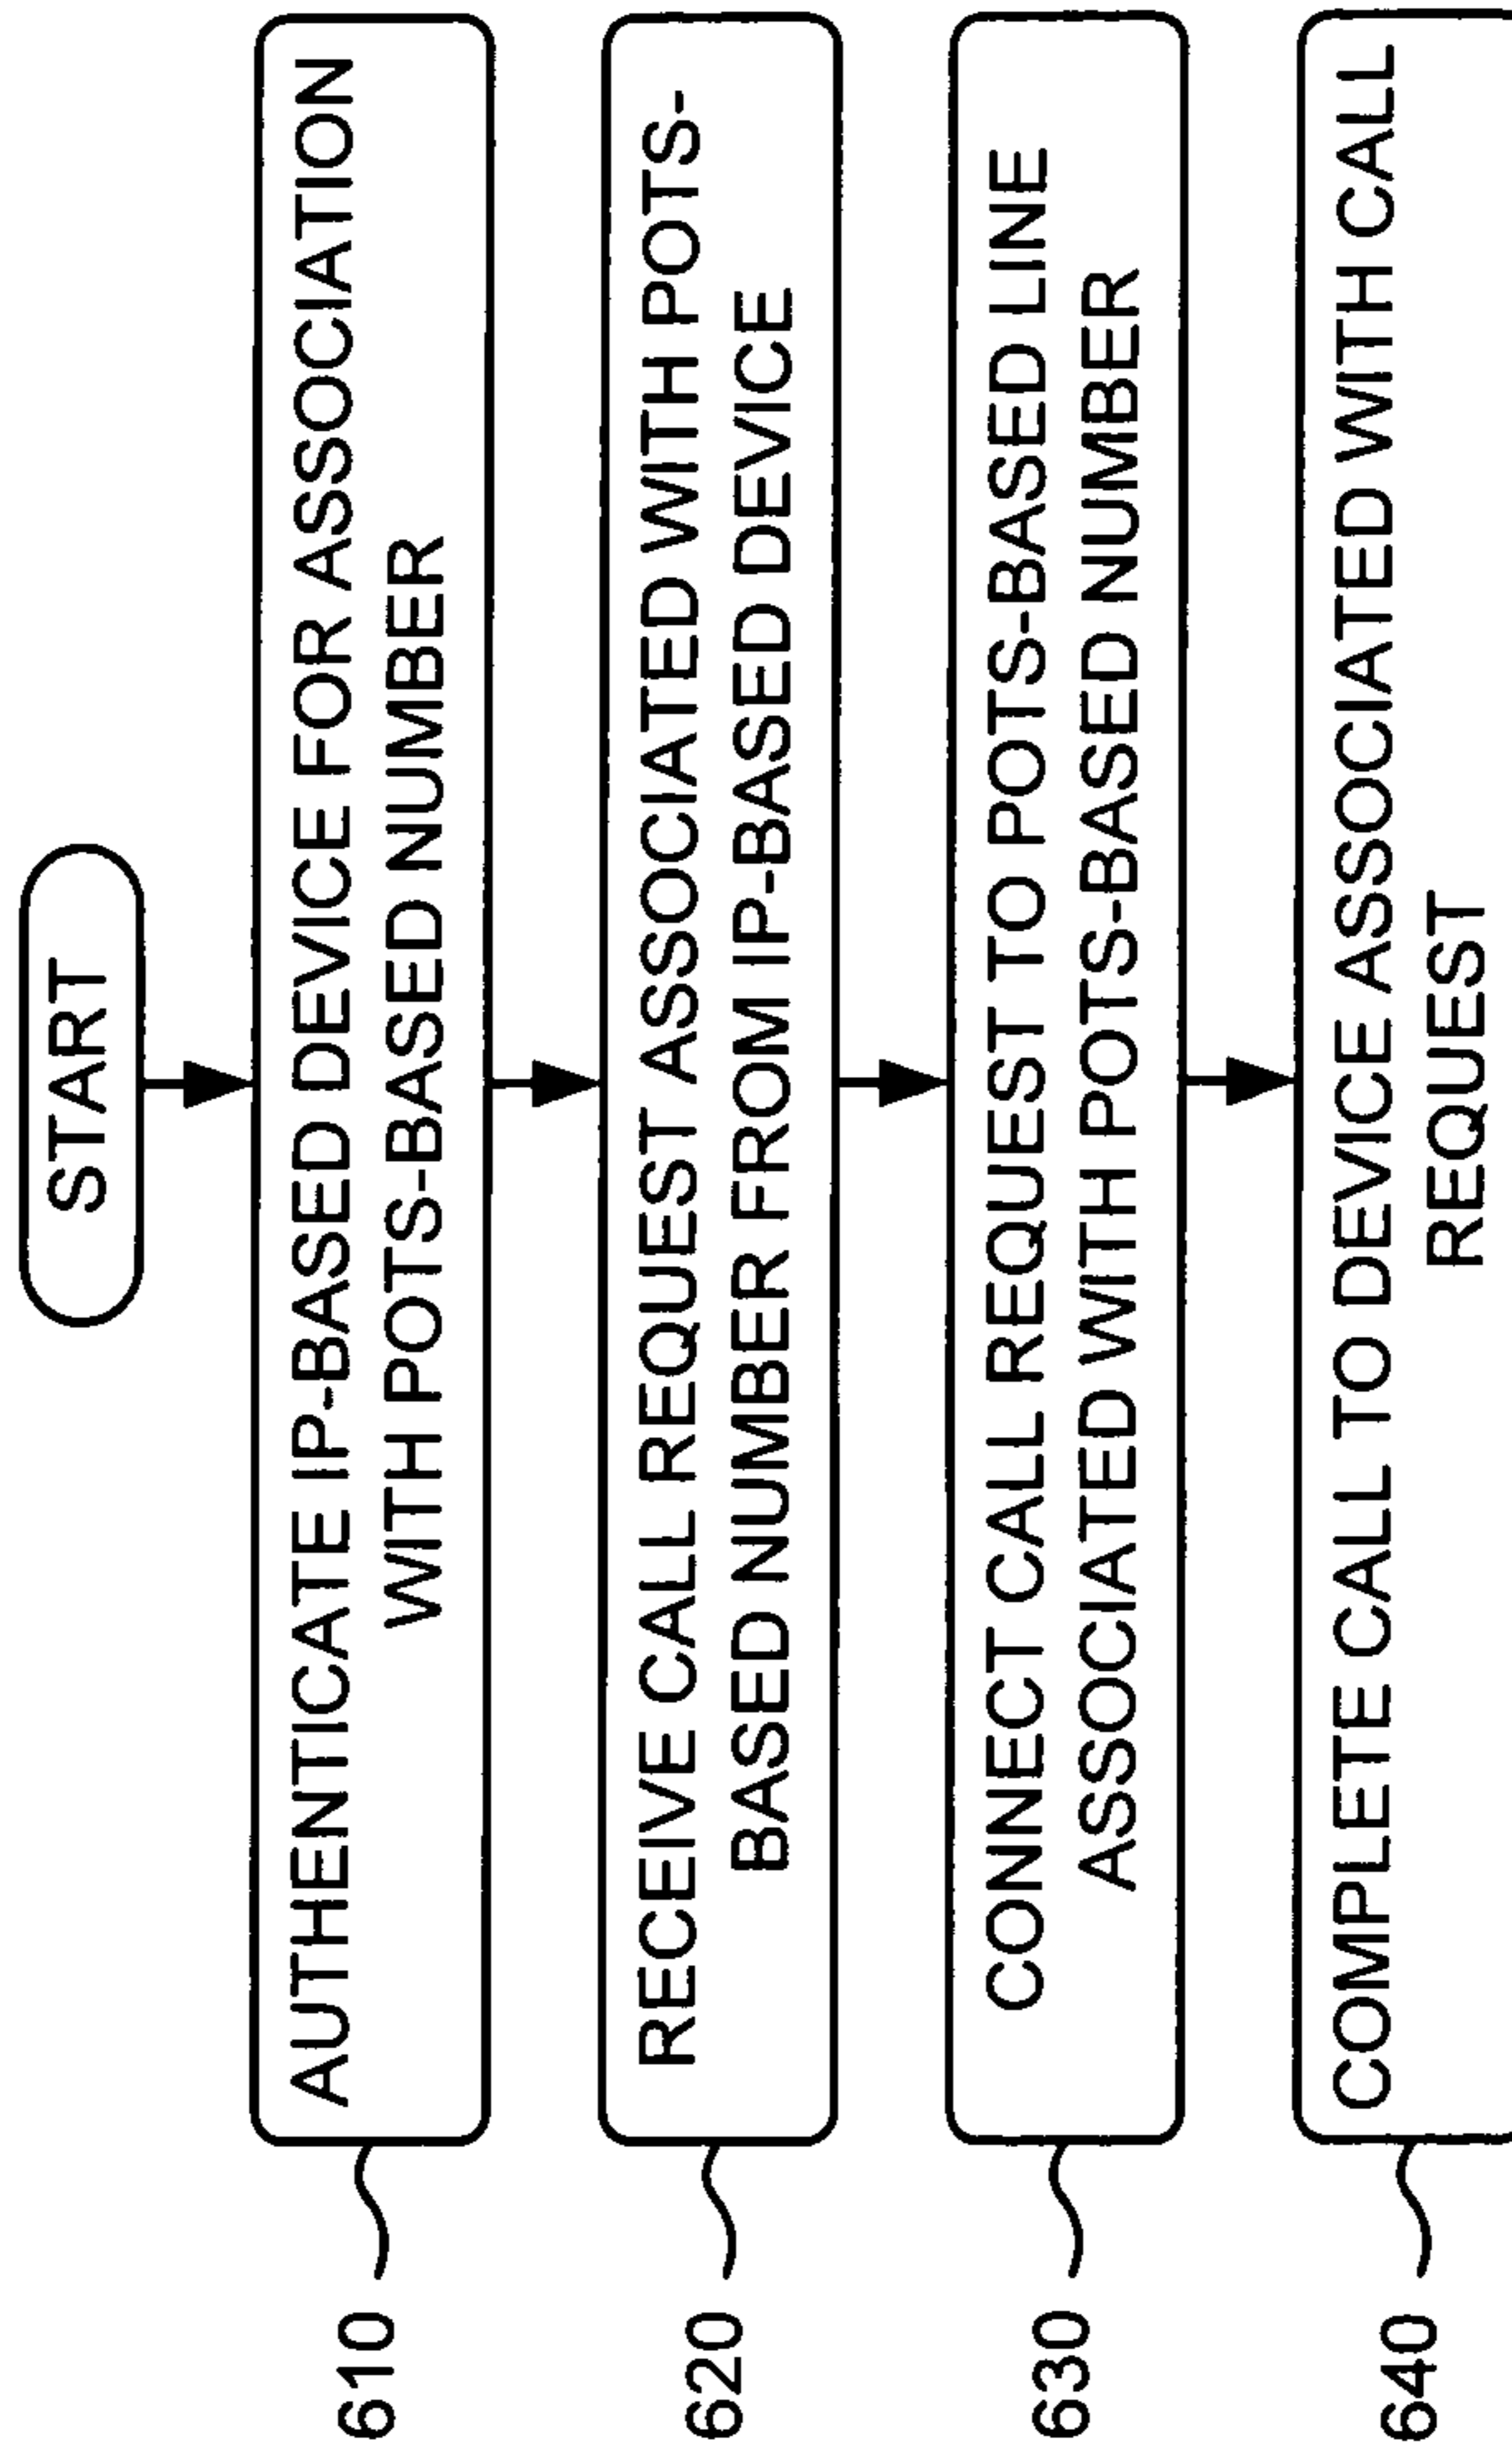 START
AUTHENTICATE IP-BASED DEVICE FOR ASSOCIATION
WITH POTS-BASED NUMBER
610
RECEIVE CALL REQUEST ASSOCIATED WITH POTS-
BASED NUMBER FROM IP-BASED DEVICE
620
CONNECT CALL REQUEST TO POTS-BASED LINE
ASSOCIATED WITH POTS-BASED NUMBER
630
COMPLETE CALL TO DEVICE ASSOCIATED WITH CALL
REQUEST
640